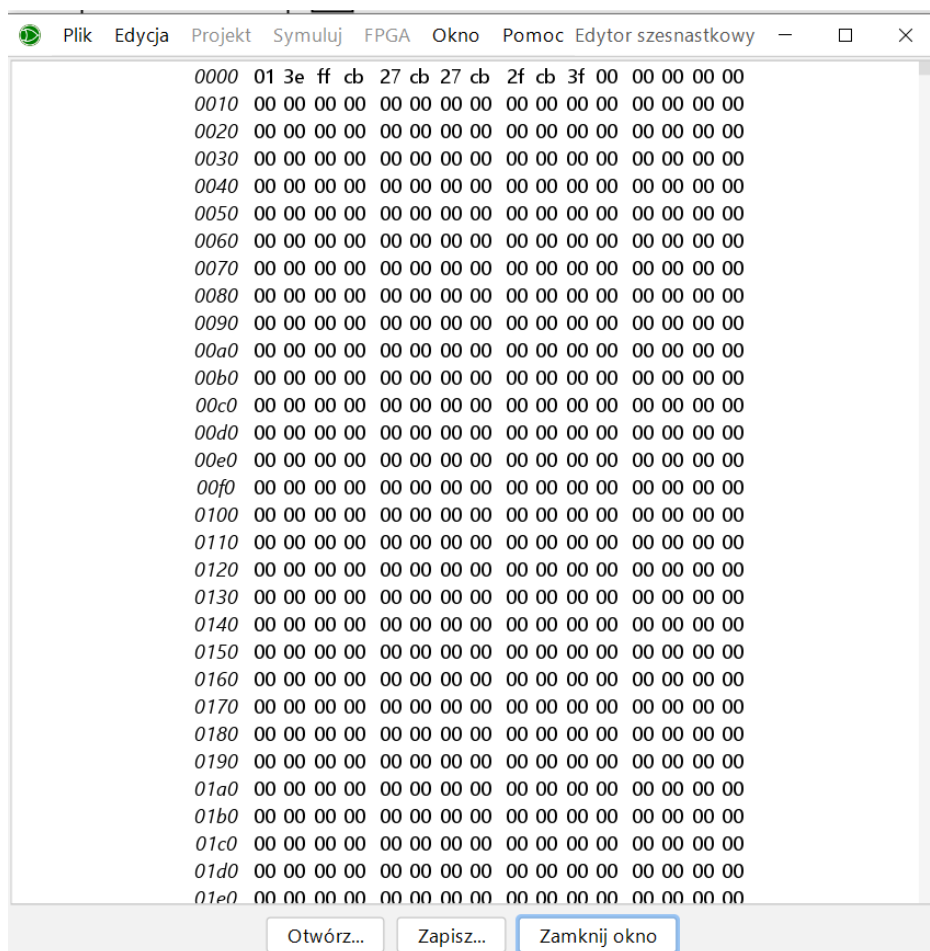 Plik Edycja Projekt Symuluj FPGA Okno Pomoc Edytor szesnastkowy
0000 01 3e ff cb 27 cb 27 cb 2f cb 3f 00 00 00 00 00
0010 00 00 00 00 00 00 00 00 00 00 00 00 00 00 00 00
0020 00 00 00 00 00 00 00 00 00 00 00 00 00 00 00 00
0030 00 00 00 00 00 00 00 00 00 00 00 00 00 00 00 00
0040 00 00 00 00 00 00 00 00 00 00 00 00 00 00 00 00
0050 00 00 00 00 00 00 00 00 00 00 00 00 00 00 00 00
0060 00 00 00 00 00 00 00 00 00 00 00 00 00 00 00 00
0070 00 00 00 00 00 00 00 00 00 00 00 00 00 00 00 00
0080 00 00 00 00 00 00 00 00 00 00 00 00 00 00 00 00
0090 00 00 00 00 00 00 00 00 00 00 00 00 00 00 00 00
00a0 00 00 00 00 00 00 00 00 00 00 00 00 00 00 00 00
00b0 00 00 00 00 00 00 00 00 00 00 00 00 00 00 00 00
00c0 00 00 00 00 00 00 00 00 00 00 00 00 00 00 00 00
00d0 00 00 00 00 00 00 00 00 00 00 00 00 00 00 00 00
00e0 00 00 00 00 00 00 00 00 00 00 00 00 00 00 00 00
00f0 00 00 00 00 00 00 00 00 00 00 00 00 00 00 00 00
0100 00 00 00 00 00 00 00 00 00 00 00 00 00 00 00 00
0110 00 00 00 00 00 00 00 00 00 00 00 00 00 00 00 00
0120 00 00 00 00 00 00 00 00 00 00 00 00 00 00 00 00
0130 00 00 00 00 00 00 00 00 00 00 00 00 00 00 00 00
0140 00 00 00 00 00 00 00 00 00 00 00 00 00 00 00 00
0150 00 00 00 00 00 00 00 00 00 00 00 00 00 00 00 00
0160 00 00 00 00 00 00 00 00 00 00 00 00 00 00 00 00
0170 00 00 00 00 00 00 00 00 00 00 00 00 00 00 00 00
0180 00 00 00 00 00 00 00 00 00 00 00 00 00 00 00 00
0190 00 00 00 00 00 00 00 00 00 00 00 00 00 00 00 00
01a0 00 00 00 00 00 00 00 00 00 00 00 00 00 00 00 00
01b0 00 00 00 00 00 00 00 00 00 00 00 00 00 00 00 00
01c0 00 00 00 00 00 00 00 00 00 00 00 00 00 00 00 00
01d0 00 00 00 00 00 00 00 00 00 00 00 00 00 00 00 00
01e0 00 00 00 00 00 00 00 00 00 00 00 00 00 00 00 00
Otwórz... Zapisz... Zamknij okno